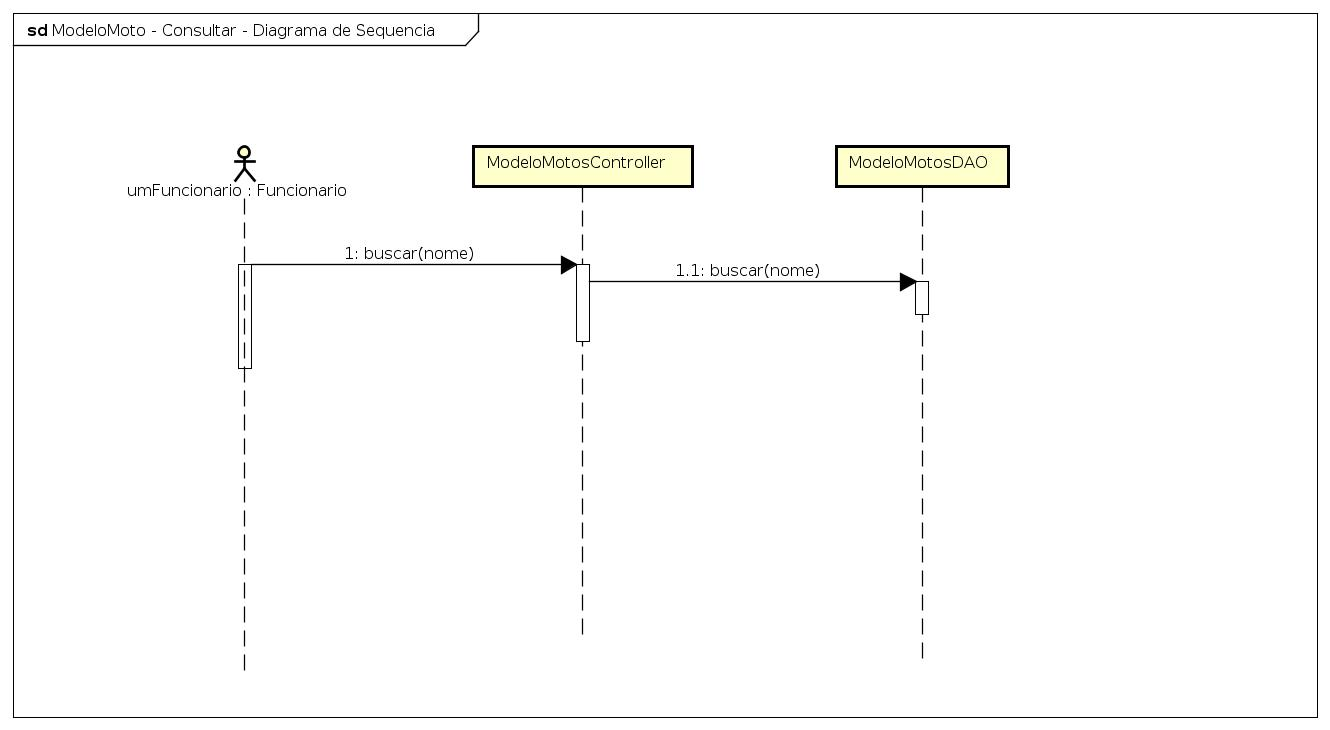 sd ModeloMoto - Consultar - Diagrama de Sequencia
umFuncionario : Funcionario
ModeloMotosController
ModeloMotosDAO
1: buscar(nome)
1.1: buscar(nome)